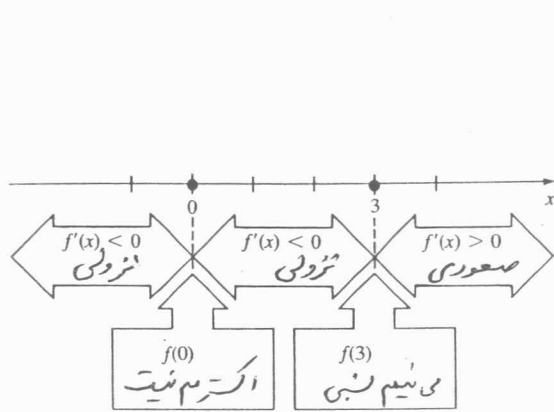 0 3 x
f'(x) < 0 f'(x) < 0 f'(x) > 0
نزولی نزولی صعودی
f(0) f(3)
اکسترمم نیست می نیمم نسبی